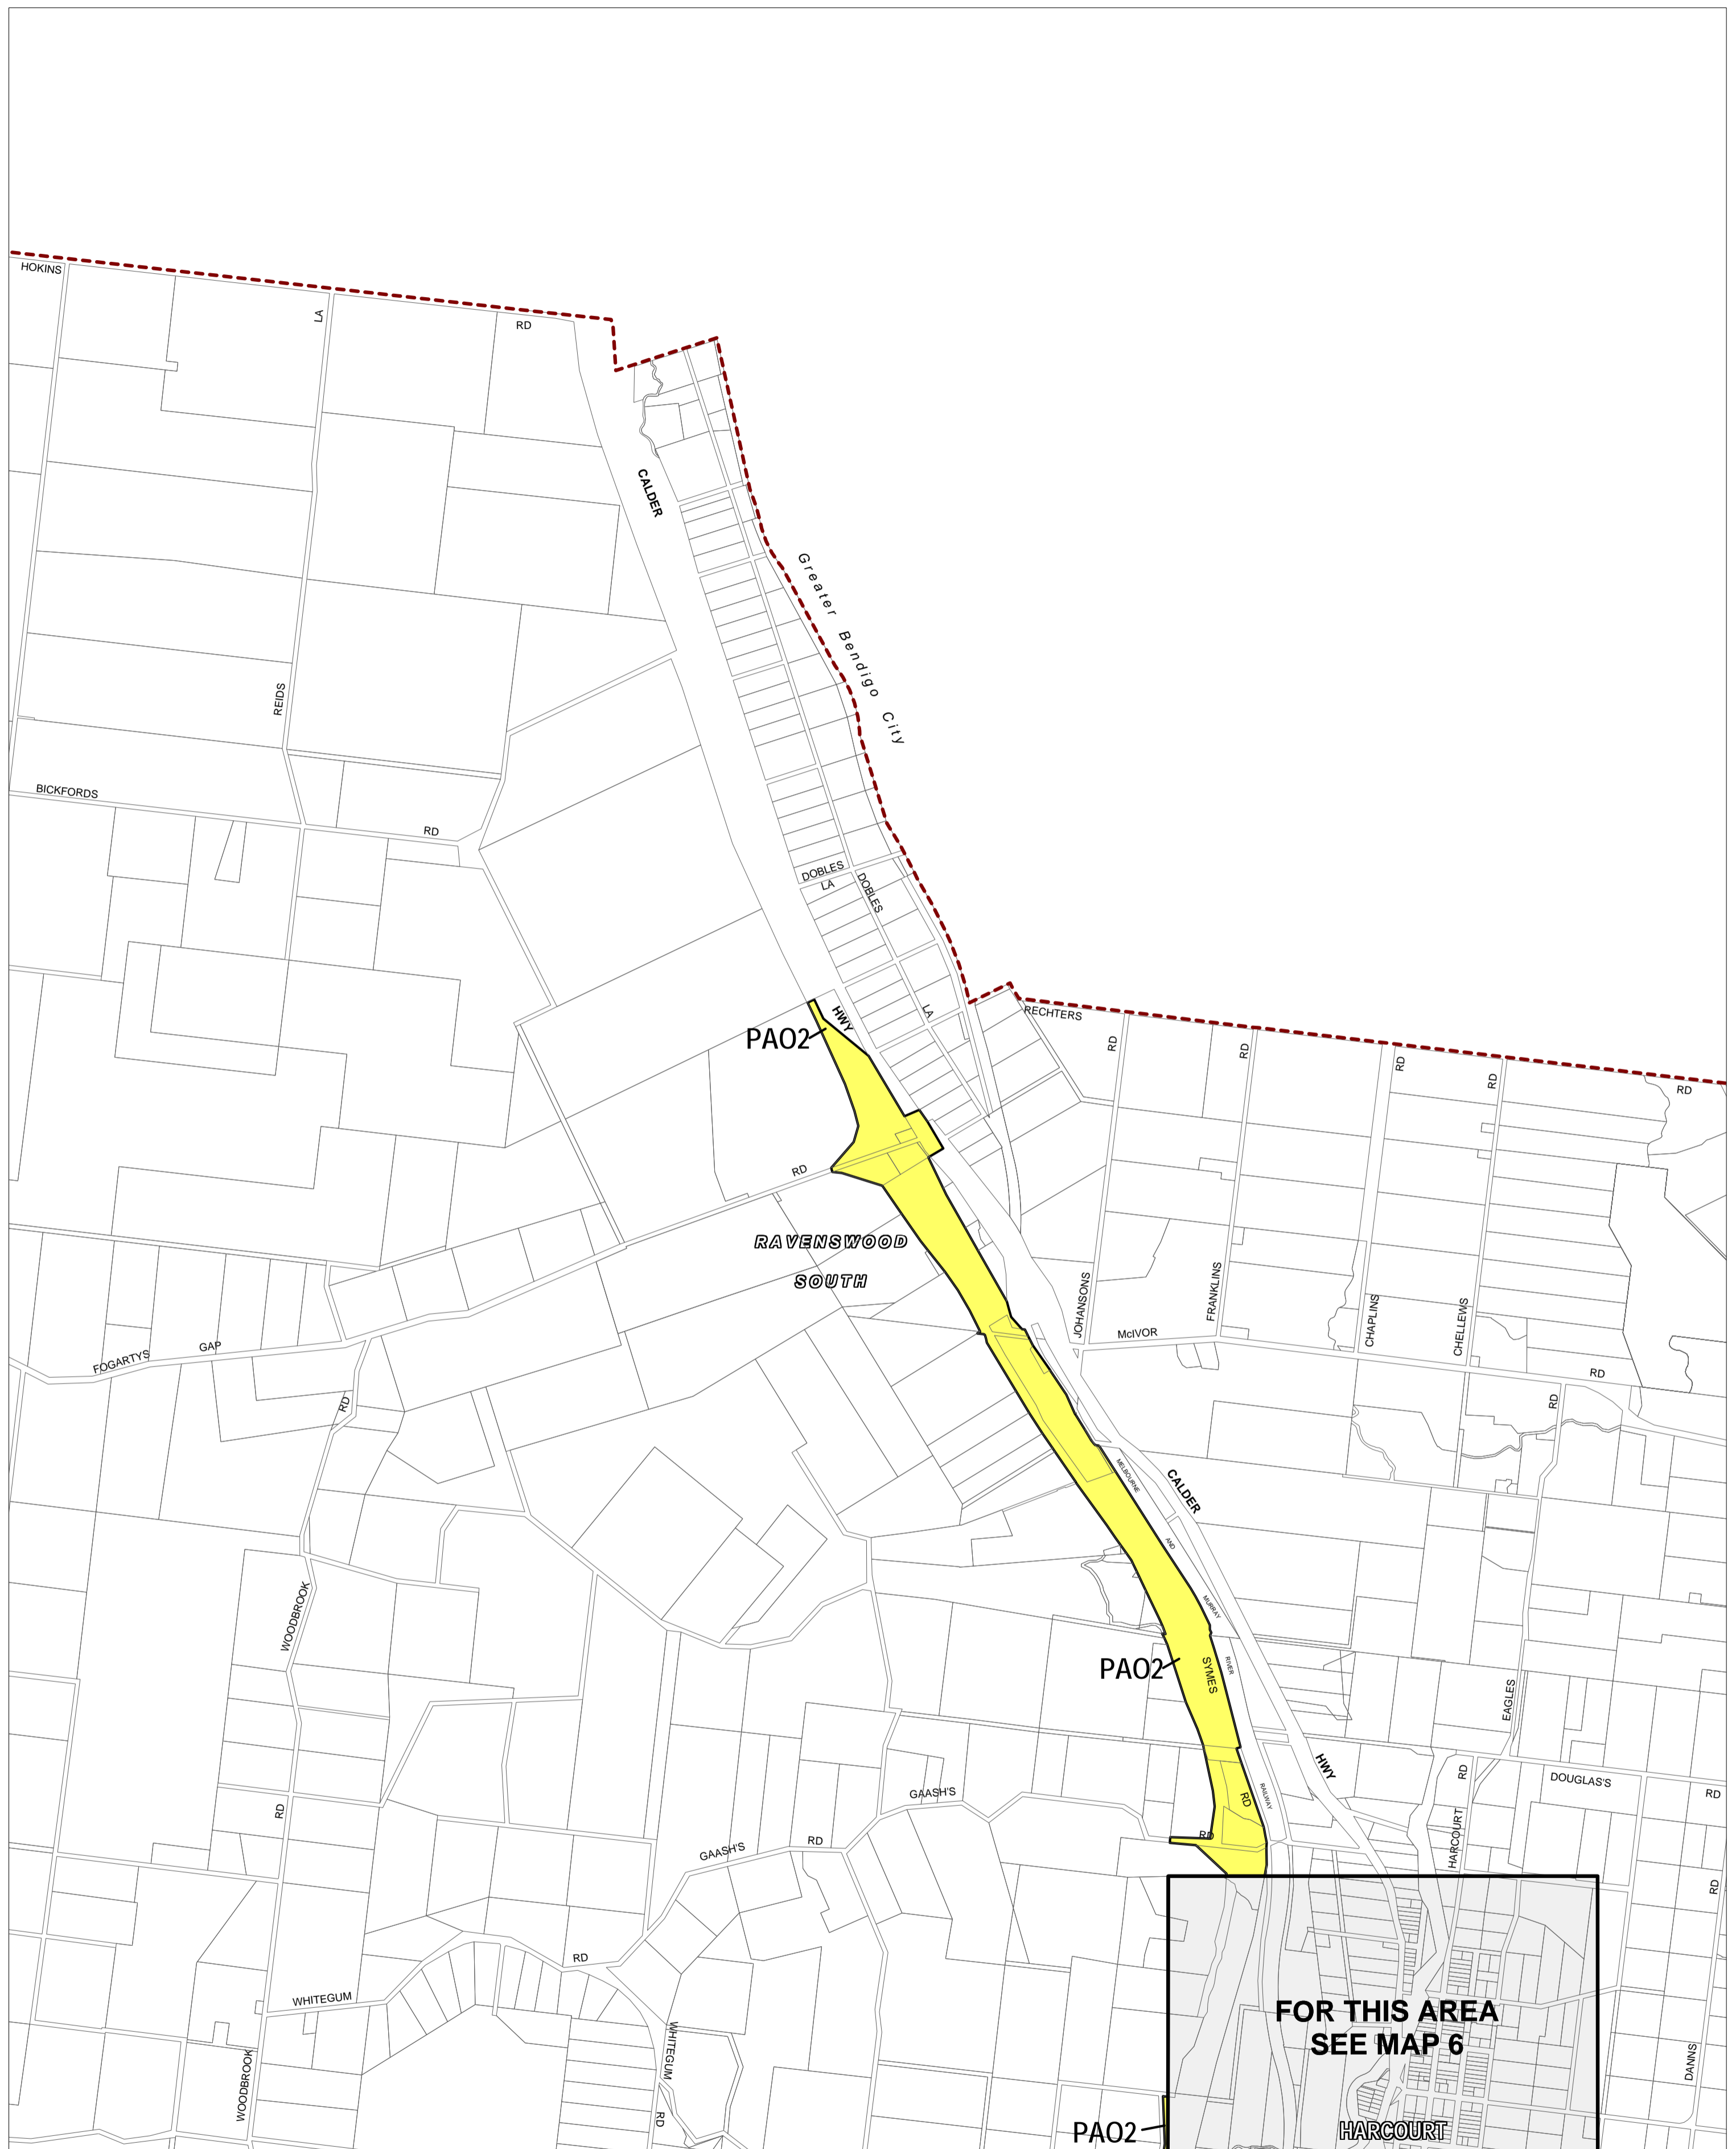 HOKINS
LA
RD
CALDER
Greater Bendigo City
REIDS
BICKFORDS
RD
DOBLES
LA
DOBLES
LA
HWY
PAO2
RECHTERS
RD
RD
RD
RD
RD
RD
RAVENSWOOD
SOUTH
JOHANSONS
FRANKLINS
CHAPLINS
CHELLEWS
McIVOR
RD
FOGARTYS
GAP
RD
RD
CALDER
MELBOURNE
AND
MURRAY
RIVER
RAILWAY
WOODBROOK
RD
PAO2
SYMES
RD
HWY
EAGLES
RD
HARCOURT
DOUGLAS'S
RD
GAASH'S
RD
GAASH'S
RD
RD
WHITEGUM
WHITEGUM
RD
WOODBROOK
FOR THIS AREA
SEE MAP 6
DANNS
RD
PAO2
HARCOURT